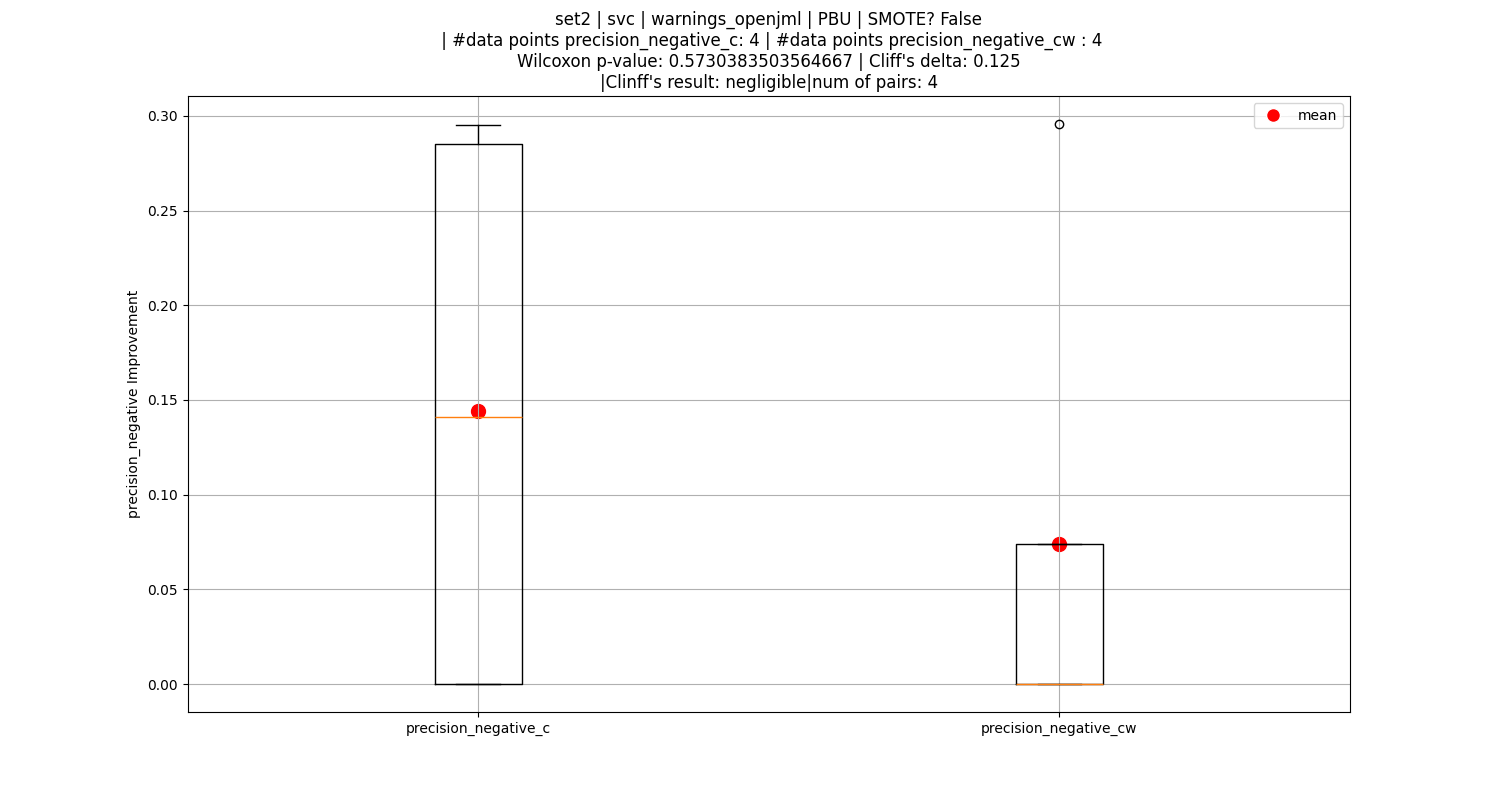 set2 | svc | warnings_openjml | PBU | SMOTE? False
| #data points precision_negative_c: 4 | #data points precision_negative_cw : 4
Wilcoxon p-value: 0.5730383503564667 | Cliff's delta: 0.125
|Clinff's result: negligible|num of pairs: 4
mean
precision_negative Improvement
0.30
0.25
0.20
0.15
0.10
0.05
0.00
precision_negative_c
precision_negative_cw